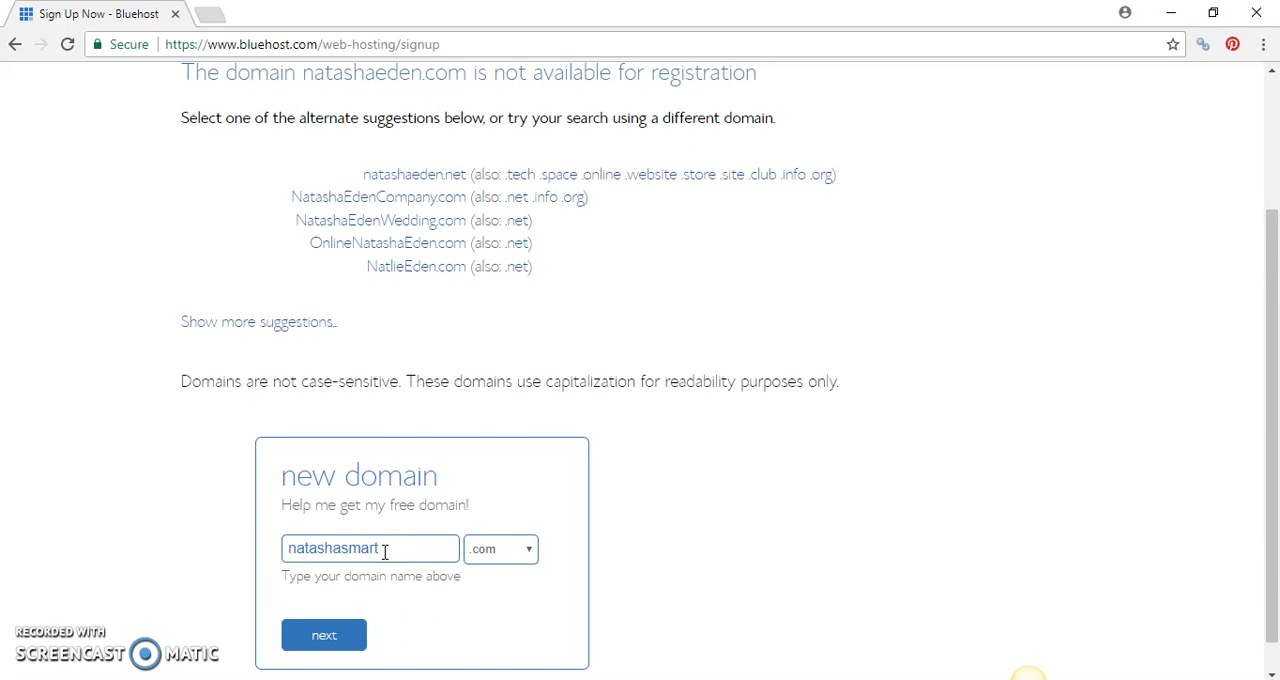 Sign Up Now - Bluehost
Secure https://www.bluehost.com/web-hosting/signup
The domain natashaeden.com is not available for registration
Select one of the alternate suggestions below, or try your search using a different domain.
natashaeden.net (also: .tech .space .online .website .store .site .club .info .org)
NatashaEdenCompany.com (also: .net .info .org)
NatashaEdenWedding.com (also: .net)
OnlineNatashaEden.com (also: .net)
NatlieEden.com (also: .net)
Show more suggestions...
Domains are not case-sensitive. These domains use capitalization for readability purposes only.
new domain
Help me get my free domain!
natashasmart .com
Type your domain name above
next
RECORDED WITH
SCREENCAST MATIC